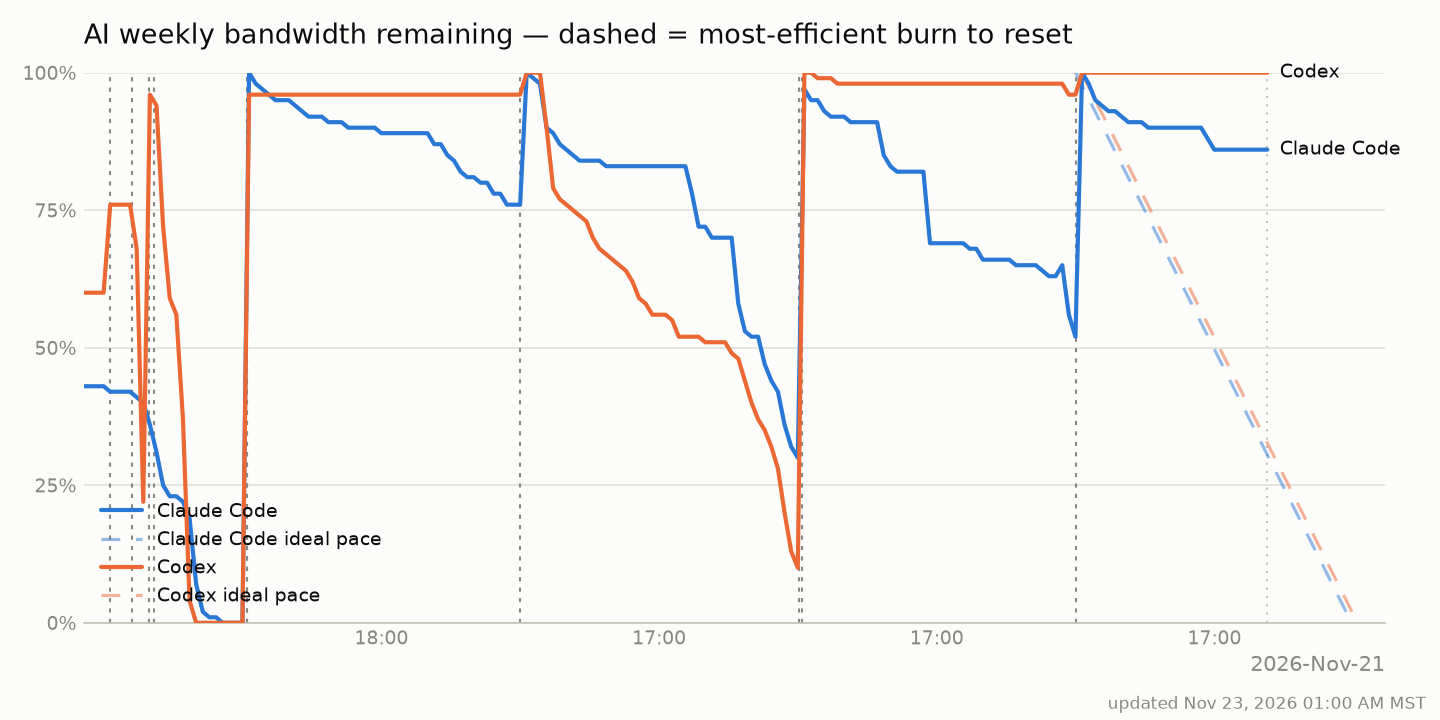 AI weekly bandwidth remaining — dashed = most-efficient burn to reset
100%
75%
50%
25%
0%
Codex
Claude Code
Claude Code
Claude Code ideal pace
Codex
Codex ideal pace
18:00 17:00 17:00 17:00
2026-Nov-21
updated Nov 23, 2026 01:00 AM MST